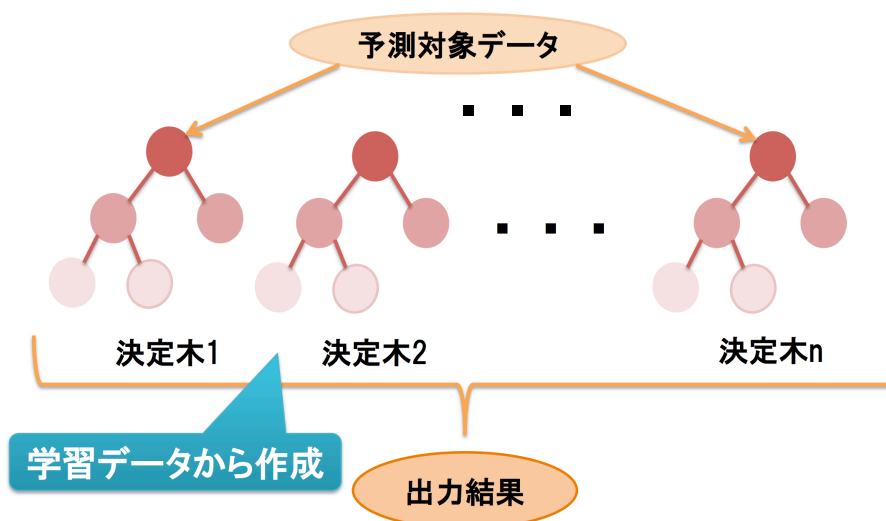 予測対象データ
・・・
・・・
決定木1
決定木2
決定木n
学習データから作成
出力結果